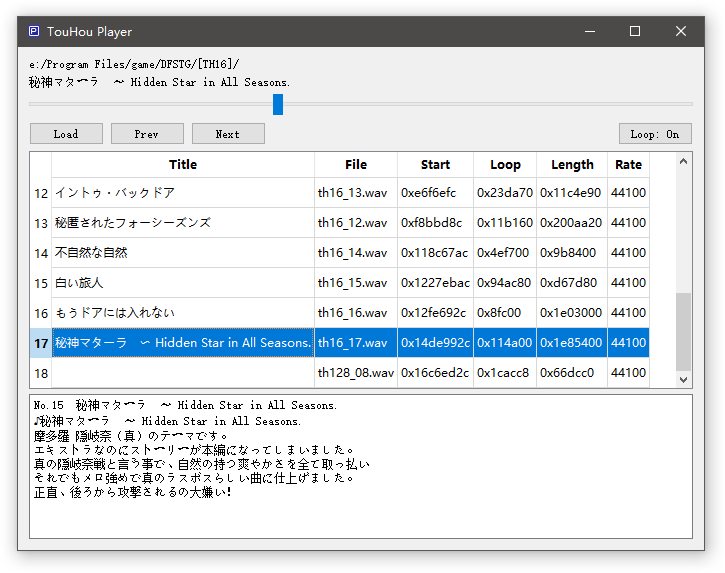 TouHou Player
e:/Program Files/game/DFSTG/[TH16]/
秘神マターラ　～ Hidden Star in All Seasons.
Load Prev Next Loop: On
Title File Start Loop Length Rate
12 イントゥ・バックドア th16_13.wav 0xe6f6efc 0x23da70 0x11c4e90 44100
13 秘匿されたフォーシーズンズ th16_12.wav 0xf8bbd8c 0x11b160 0x200aa20 44100
14 不自然な自然 th16_14.wav 0x118c67ac 0x4ef700 0x9b8400 44100
15 白い旅人 th16_15.wav 0x1227ebac 0x94ac80 0xd67d80 44100
16 もうドアには入れない th16_16.wav 0x12fe692c 0x8fc00 0x1e03000 44100
17 秘神マターラ　～ Hidden Star in All Seasons. th16_17.wav 0x14de992c 0x114a00 0x1e85400 44100
18 th128_08.wav 0x16c6ed2c 0x1cacc8 0x66dcc0 44100
No.15　秘神マターラ　～ Hidden Star in All Seasons.
♪秘神マターラ　～ Hidden Star in All Seasons.
摩多羅 隠岐奈（真）のテーマです。
エキストラなのにストーリーが本編になってしまいました。
真の隠岐奈戦と言う事で、自然の持つ爽やかさを全て取っ払い
それでもメロ強めで真のラスボスらしい曲に仕上げました。
正直、後ろから攻撃されるの大嫌い!